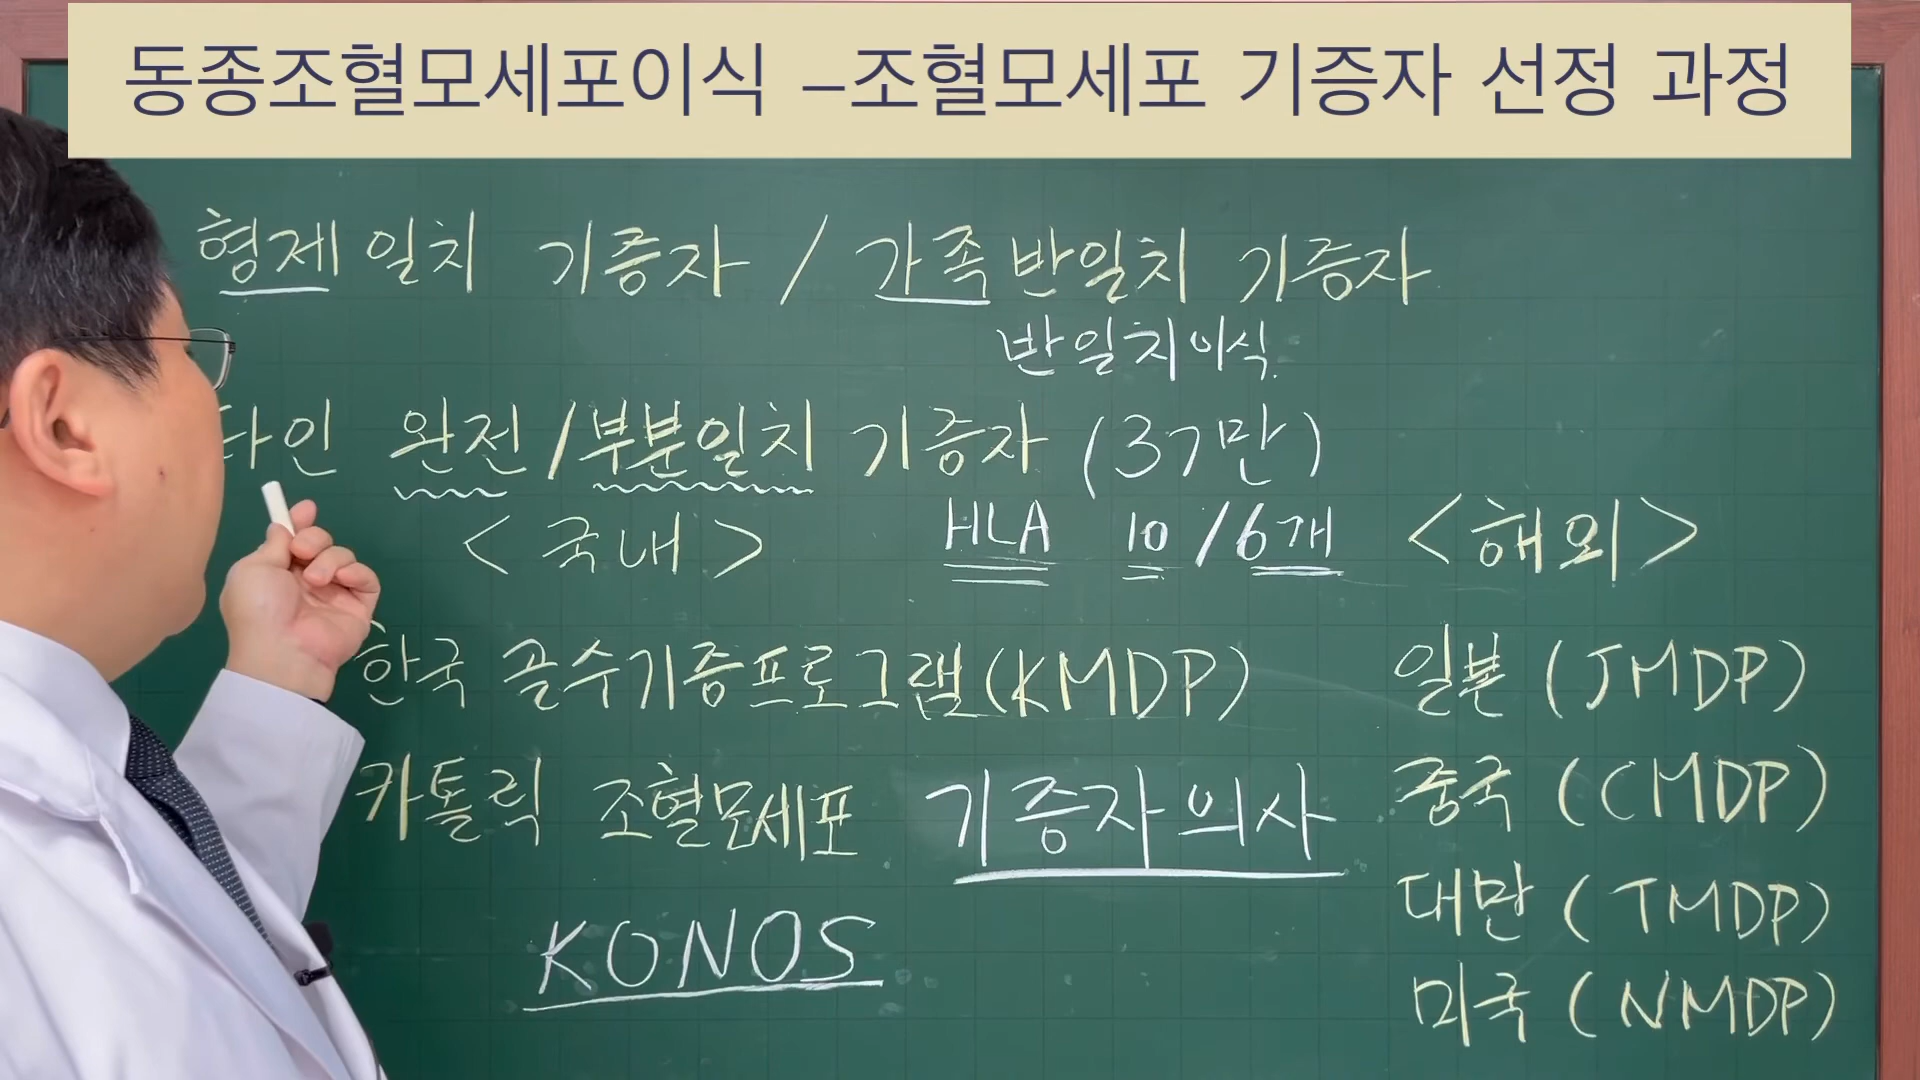 동종조혈모세포이식 –조혈모세포 기증자 선정 과정
형제 일치 기증자 / 가족 반일치 기증자
반일치이식
타인 완전/부분일치 기증자 (37만)
<국내> HLA 10/6개 <해외>
한국 골수기증프로그램(KMDP) 일본 (JMDP)
카톨릭 조혈모세포 기증자의사 중국 (CMDP)
대만 (TMDP)
KONOS 미국 (NMDP)